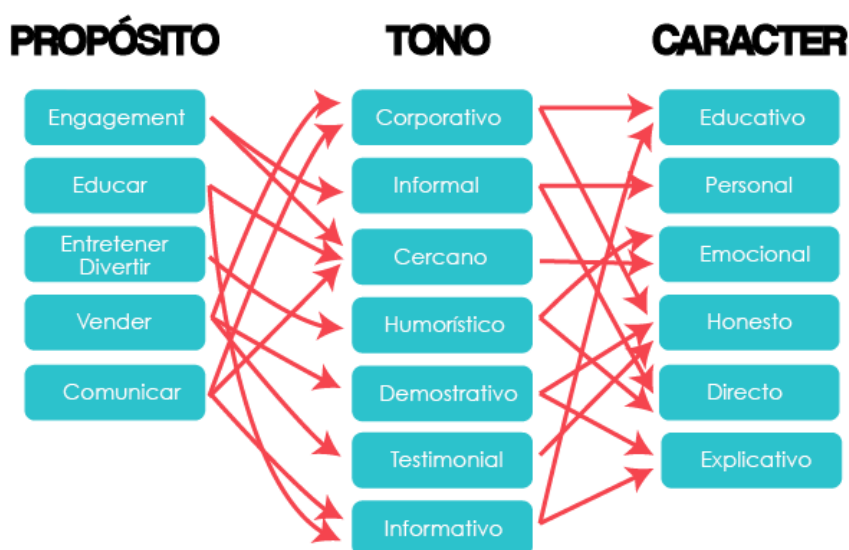 PROPÓSITO
TONO
CARACTER
Engagement
Educar
Entretener
Divertir
Vender
Comunicar
Corporativo
Informal
Cercano
Humorístico
Demostrativo
Testimonial
Informativo
Educativo
Personal
Emocional
Honesto
Directo
Explicativo